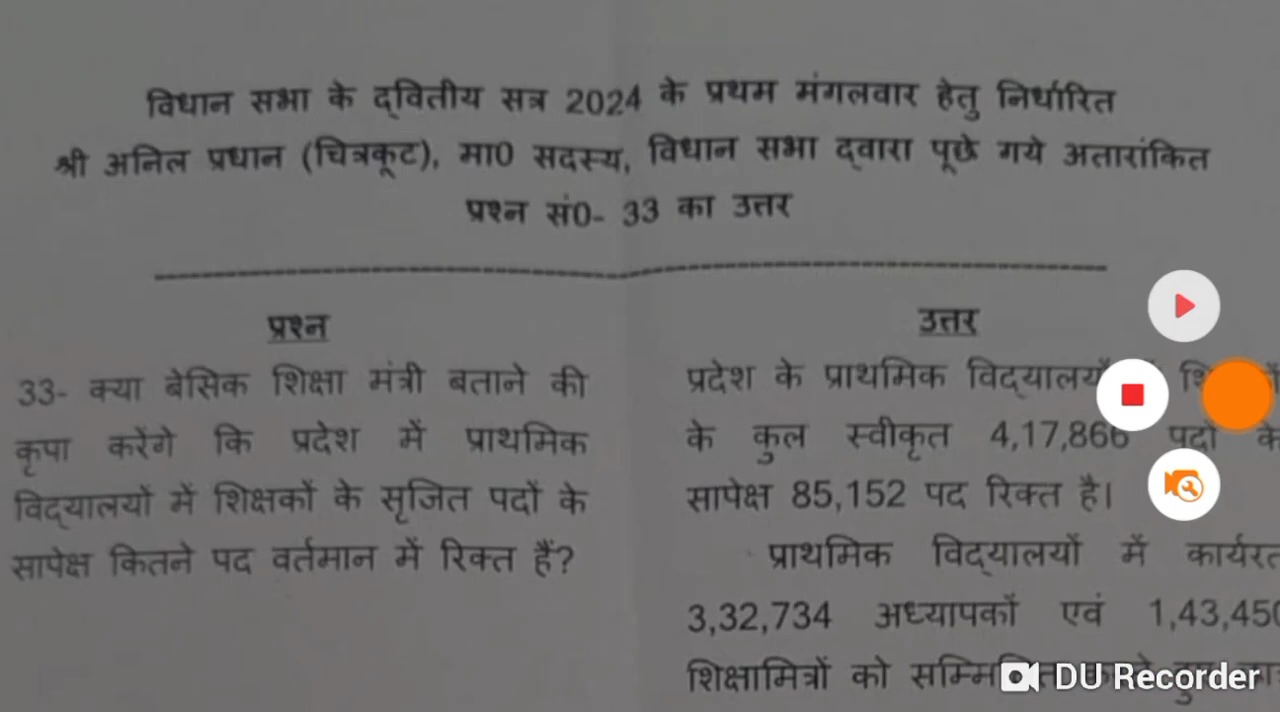 विधान सभा के द्वितीय सत्र 2024 के प्रथम मंगलवार हेतु निर्धारित
श्री अनिल प्रधान (चित्रकूट), मा0 सदस्य, विधान सभा द्वारा पूछे गये अतारांकित
प्रश्न सं0- 33 का उत्तर
प्रश्न
33- क्या बेसिक शिक्षा मंत्री बताने की
कृपा करेंगे कि प्रदेश में प्राथमिक
विद्यालयों में शिक्षकों के सृजित पदों के
सापेक्ष कितने पद वर्तमान में रिक्त हैं?
उत्तर
प्रदेश के प्राथमिक
के कुल स्वीकृत 4,17,866 पदों के
सापेक्ष 85,152 पद रिक्त है।
प्राथमिक विद्यालयों में कार्यरत
3,32,734 अध्यापकों एवं 1,43,450
शिक्षामित्रों को
DU Recorder